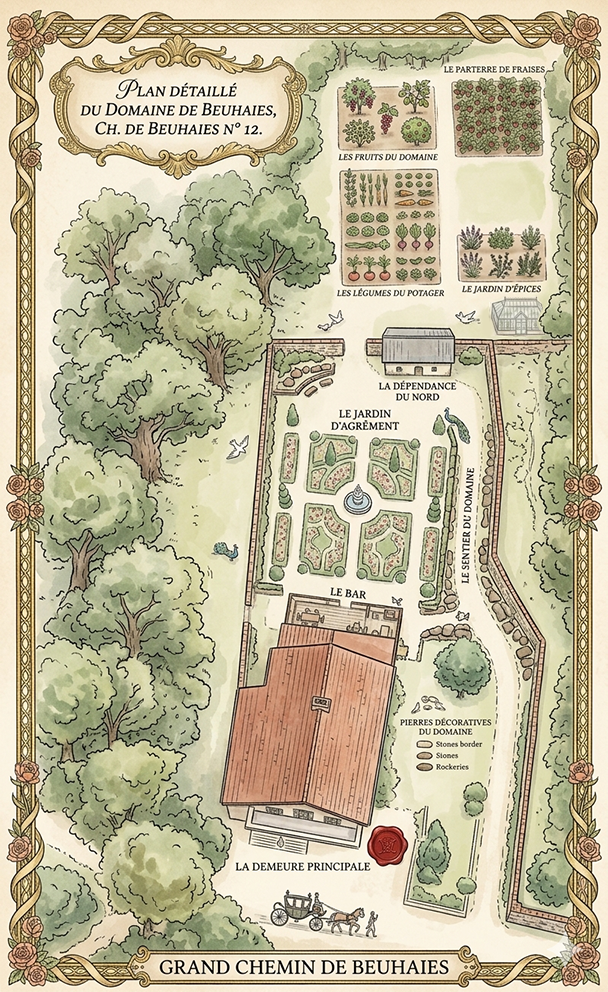 PLAN DÉTAILLÉ
DU DOMAINE DE BEUHAIES,
CH. DE BEUHAIES N° 12.
LE PARTERRE DE FRAISES
LES FRUITS DU DOMAINE
LES LÉGUMES DU POTAGER
LE JARDIN D'ÉPICES
LA DÉPENDANCE
DU NORD
LE JARDIN
D'AGRÉMENT
LE SENTIER DU DOMAINE
LE BAR
PIERRES DÉCORATIVES
DU DOMAINE
Stones border
Stones
Rockeries
LA DEMEURE PRINCIPALE
GRAND CHEMIN DE BEUHAIES